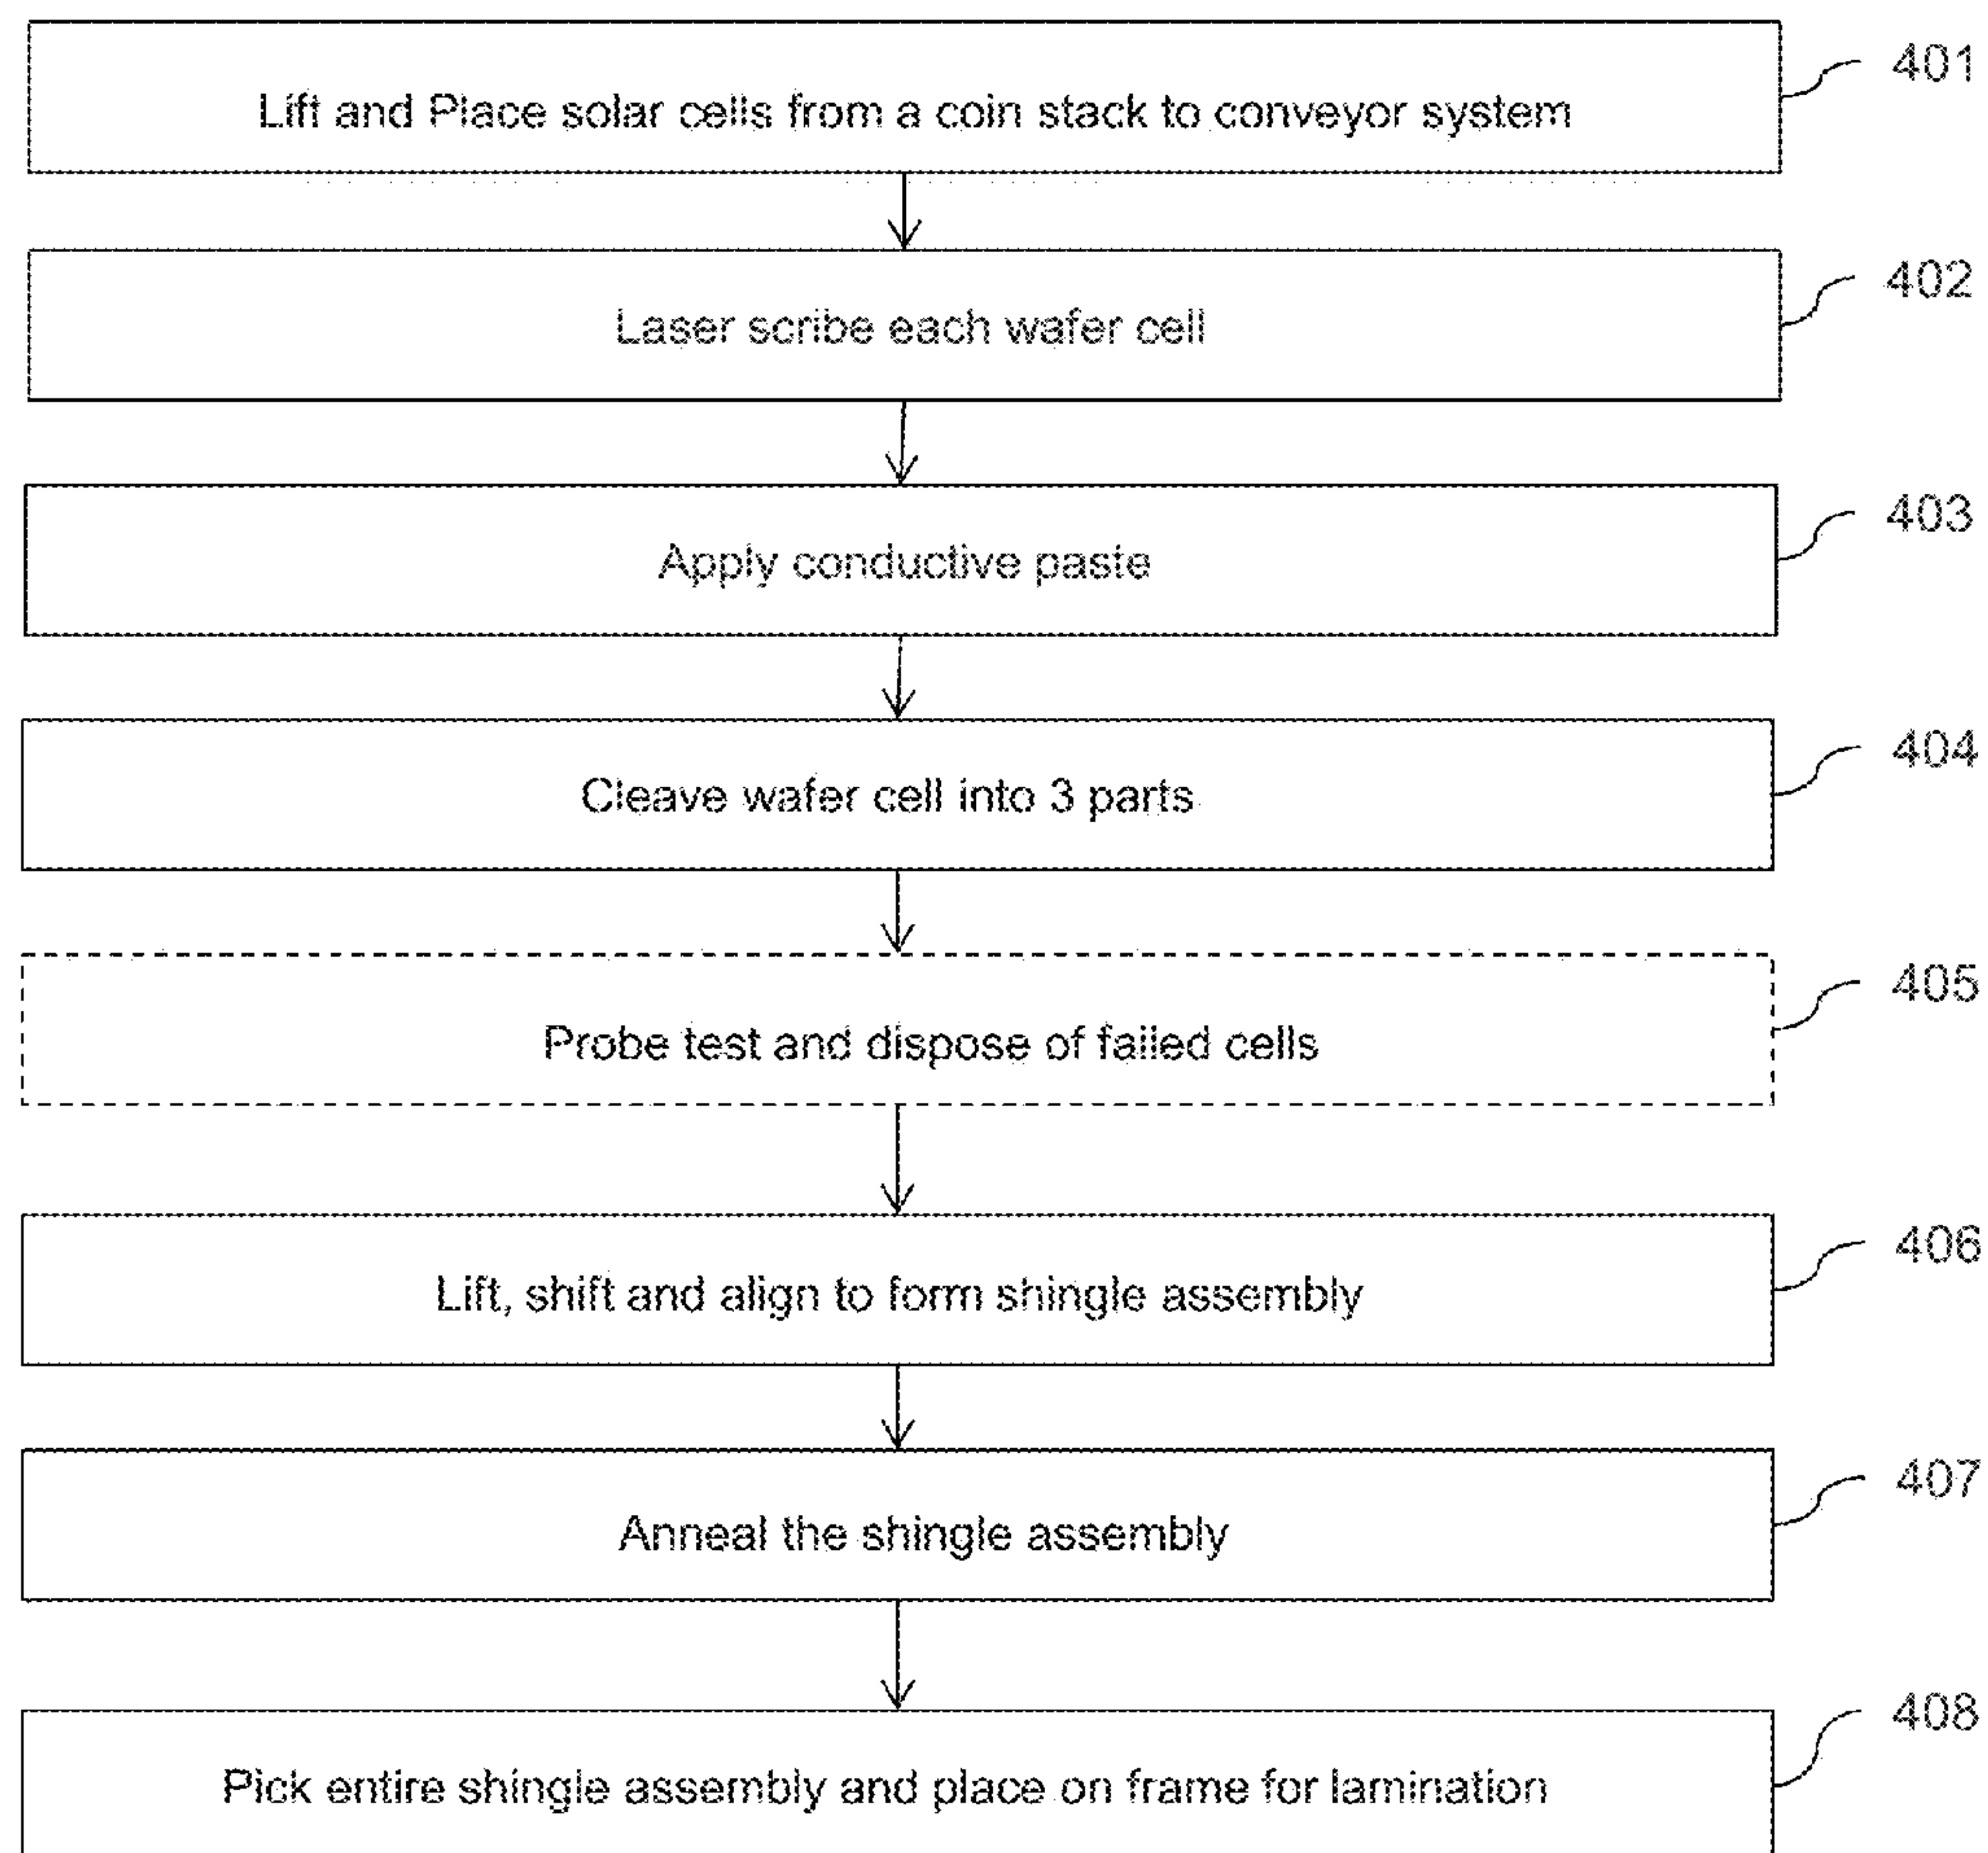 Lift and Place solar cells from a coin stack to conveyor system
401
Laser scribe each wafer cell
402
Apply conductive paste
403
Cleave wafer cell into 3 parts
404
Probe test and dispose of failed cells
405
Lift, shift and align to form shingle assembly
406
Anneal the shingle assembly
407
Pick entire shingle assembly and place on frame for lamination
408